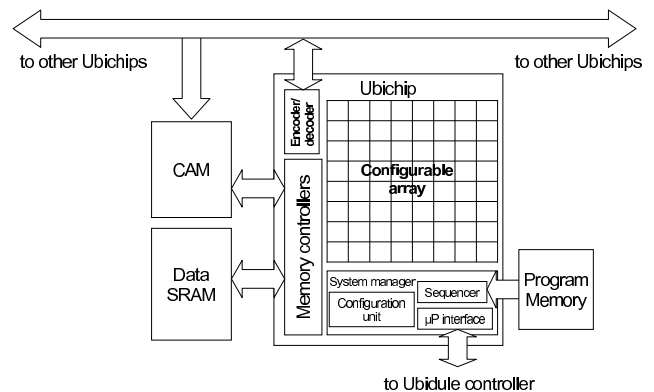 to other Ubichips
to other Ubichips
Ubichip
Encoder/
decoder
CAM
Configurable
array
Memory controllers
Data
SRAM
System manager
Sequencer
Configuration
unit
µP interface
Program
Memory
to Ubidule controller